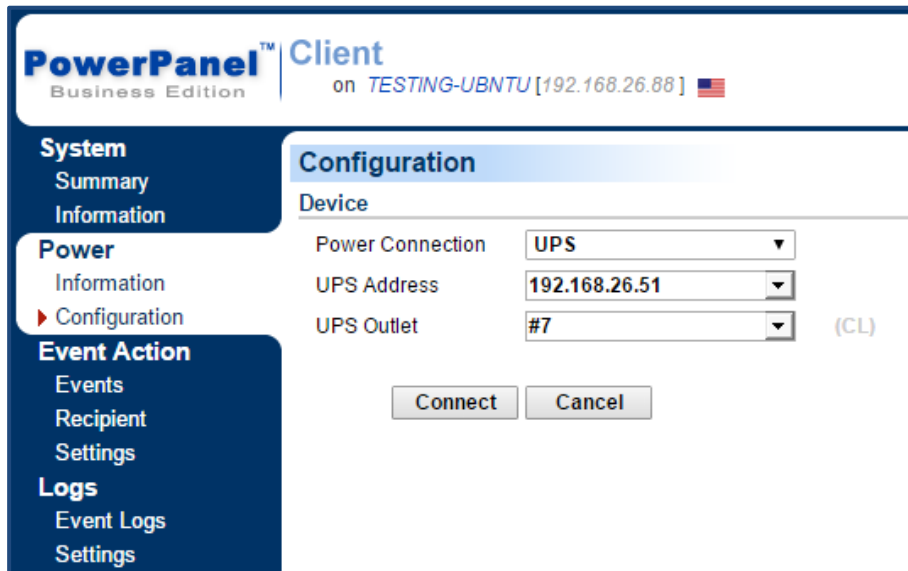 PowerPanel™
Business Edition
Client
on TESTING-UBNTU [192.168.26.88 ]
System
Summary
Information
Power
Information
Configuration
Event Action
Events
Recipient
Settings
Logs
Event Logs
Settings
Configuration
Device
Power Connection UPS
UPS Address 192.168.26.51
UPS Outlet #7 (CL)
Connect Cancel